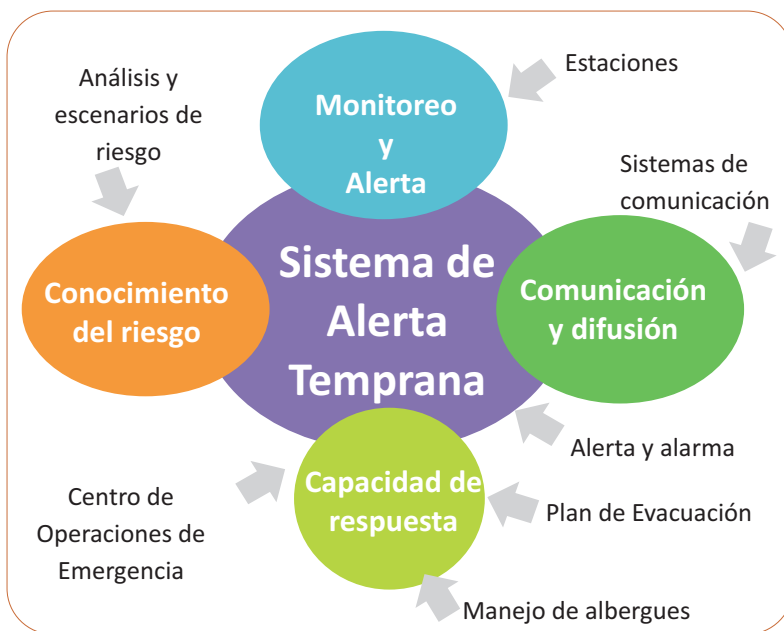 Análisis y
escenarios de
riesgo
Monitoreo
y
Alerta
Estaciones
Sistemas de
comunicación
Conocimiento
del riesgo
Sistema de
Alerta
Temprana
Comunicación
y difusión
Alerta y alarma
Capacidad de
respuesta
Centro de
Operaciones de
Emergencia
Plan de Evacuación
Manejo de albergues